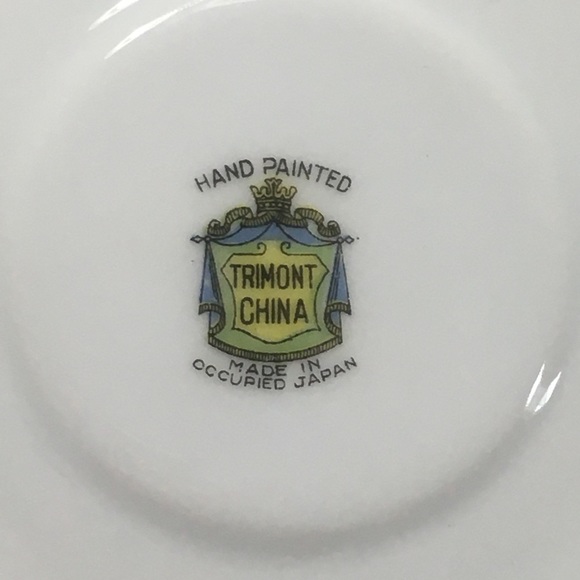 HAND PAINTED
TRIMONT
CHINA
MADE IN
OCCUPIED JAPAN